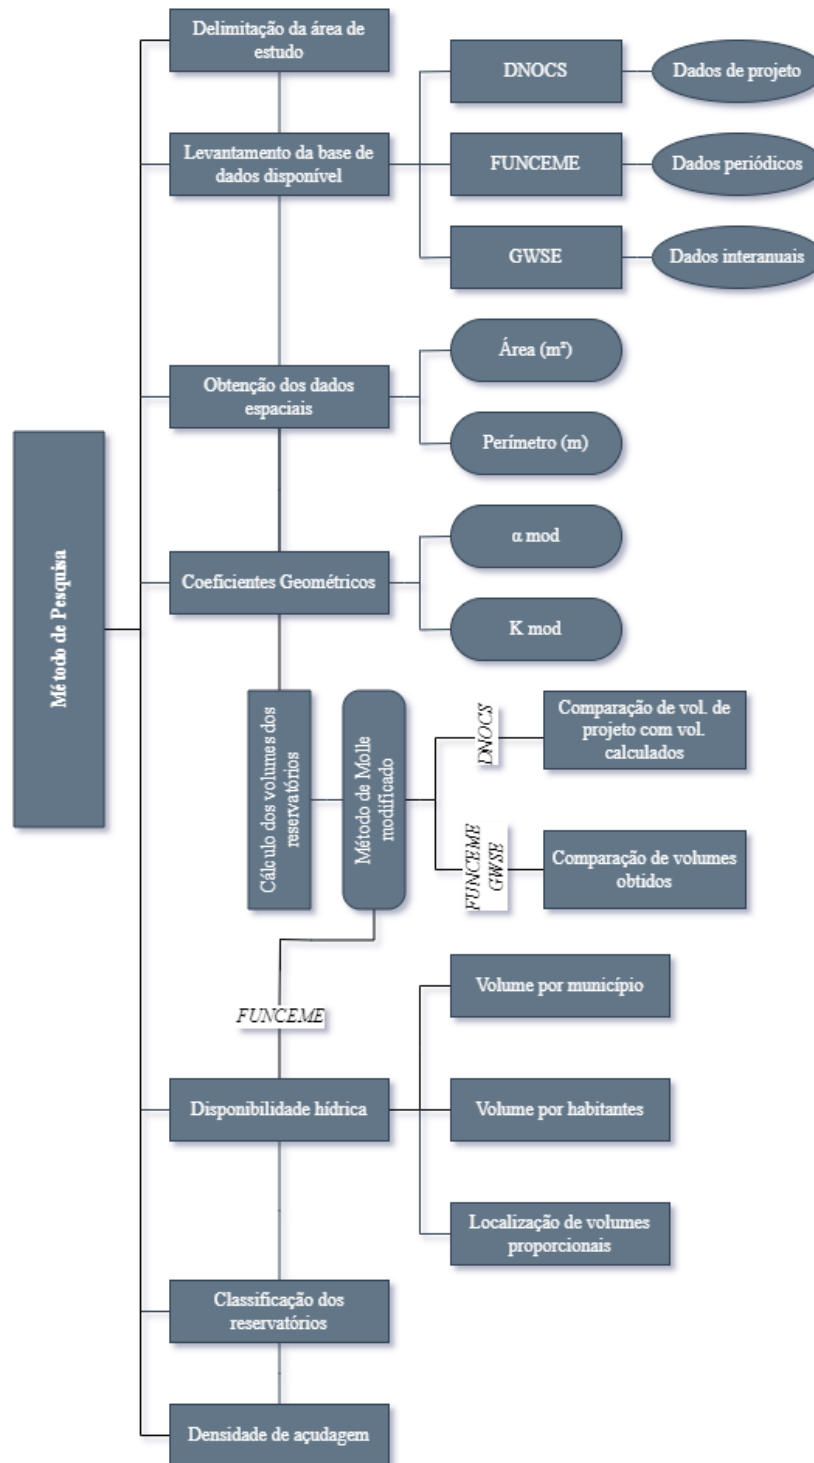 Delimitação da área de
estudo
DNOCS
Dados de projeto
Levantamento da base de
dados disponível
FUNCEME
Dados periódicos
GWSE
Dados interanuais
Área (m²)
Obtenção dos dados
espaciais
Perímetro (m)
Método de Pesquisa
α mod
Coeficientes Geométricos
K mod
Cálculo dos volumes dos
reservatórios
Método de Molle
modificado
DNOCS
Comparação de vol. de
projeto com vol.
calculados
FUNCEME
GWSE
Comparação de volumes
obtidos
FUNCEME
Volume por município
Disponibilidade hídrica
Volume por habitantes
Localização de volumes
proporcionais
Classificação dos
reservatórios
Densidade de açudagem